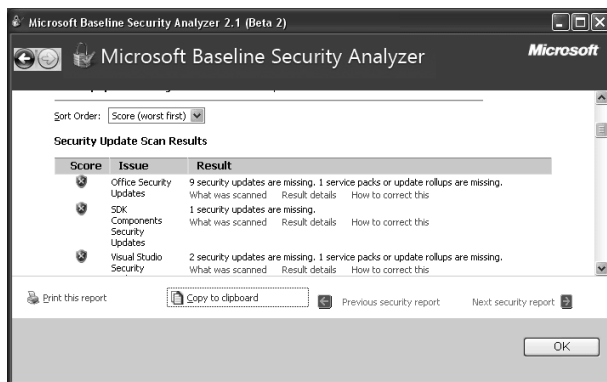 Microsoft Baseline Security Analyzer 2.1 (Beta 2)
Microsoft Baseline Security Analyzer
Microsoft
Sort Order: Score (worst first)
Security Update Scan Results
Score Issue Result
Office Security Updates
9 security updates are missing. 1 service packs or update rollups are missing.
What was scanned Result details How to correct this
SDK Components Security Updates
1 security updates are missing.
What was scanned Result details How to correct this
Visual Studio Security
2 security updates are missing. 1 service packs or update rollups are missing.
What was scanned Result details How to correct this
Print this report Copy to clipboard Previous security report Next security report
OK